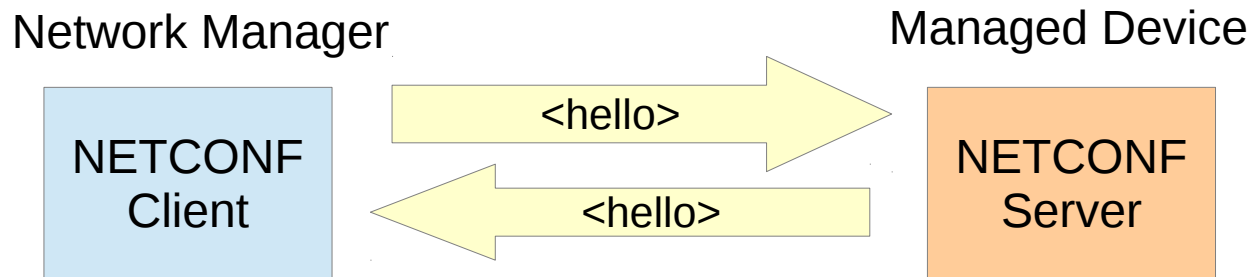 Network Manager
Managed Device
<hello>
NETCONF
Client
NETCONF
Server
<hello>